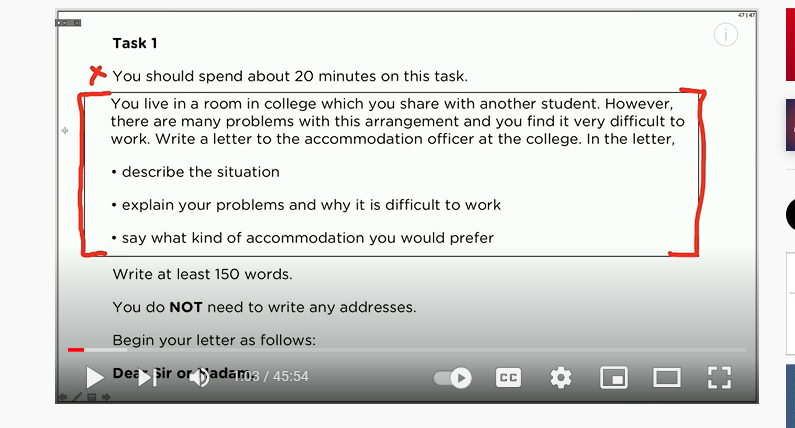 47 | 47
Task 1
You should spend about 20 minutes on this task.
You live in a room in college which you share with another student. However,
there are many problems with this arrangement and you find it very difficult to
work. Write a letter to the accommodation officer at the college. In the letter,
• describe the situation
• explain your problems and why it is difficult to work
• say what kind of accommodation you would prefer
Write at least 150 words.
You do NOT need to write any addresses.
Begin your letter as follows:
Dear Sir or Madam,
1:03 / 45:54
CC